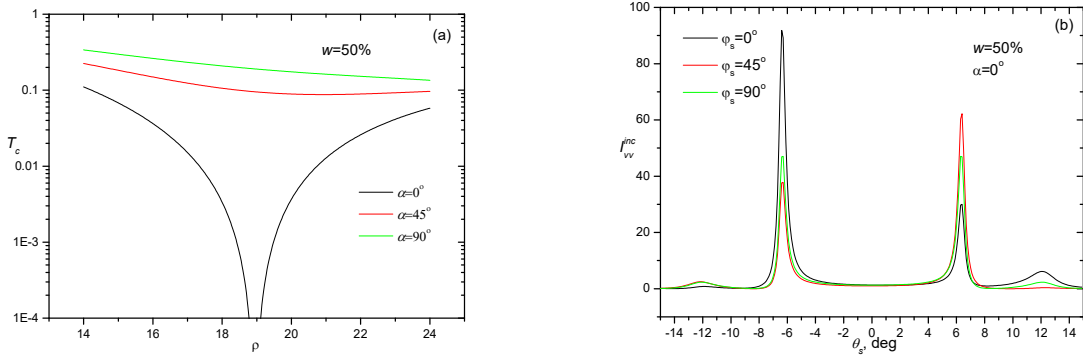 (a)
w=50%
1
0.1
0.01
1E-3
1E-4
T_c
α=0°
α=45°
α=90°
14 16 18 20 22 24
ρ
(b)
φ_s=0°
φ_s=45°
φ_s=90°
w=50%
α=0°
100
80
60
40
20
0
I_vv^inc
-14 -12 -10 -8 -6 -4 -2 0 2 4 6 8 10 12 14
θ_s, deg